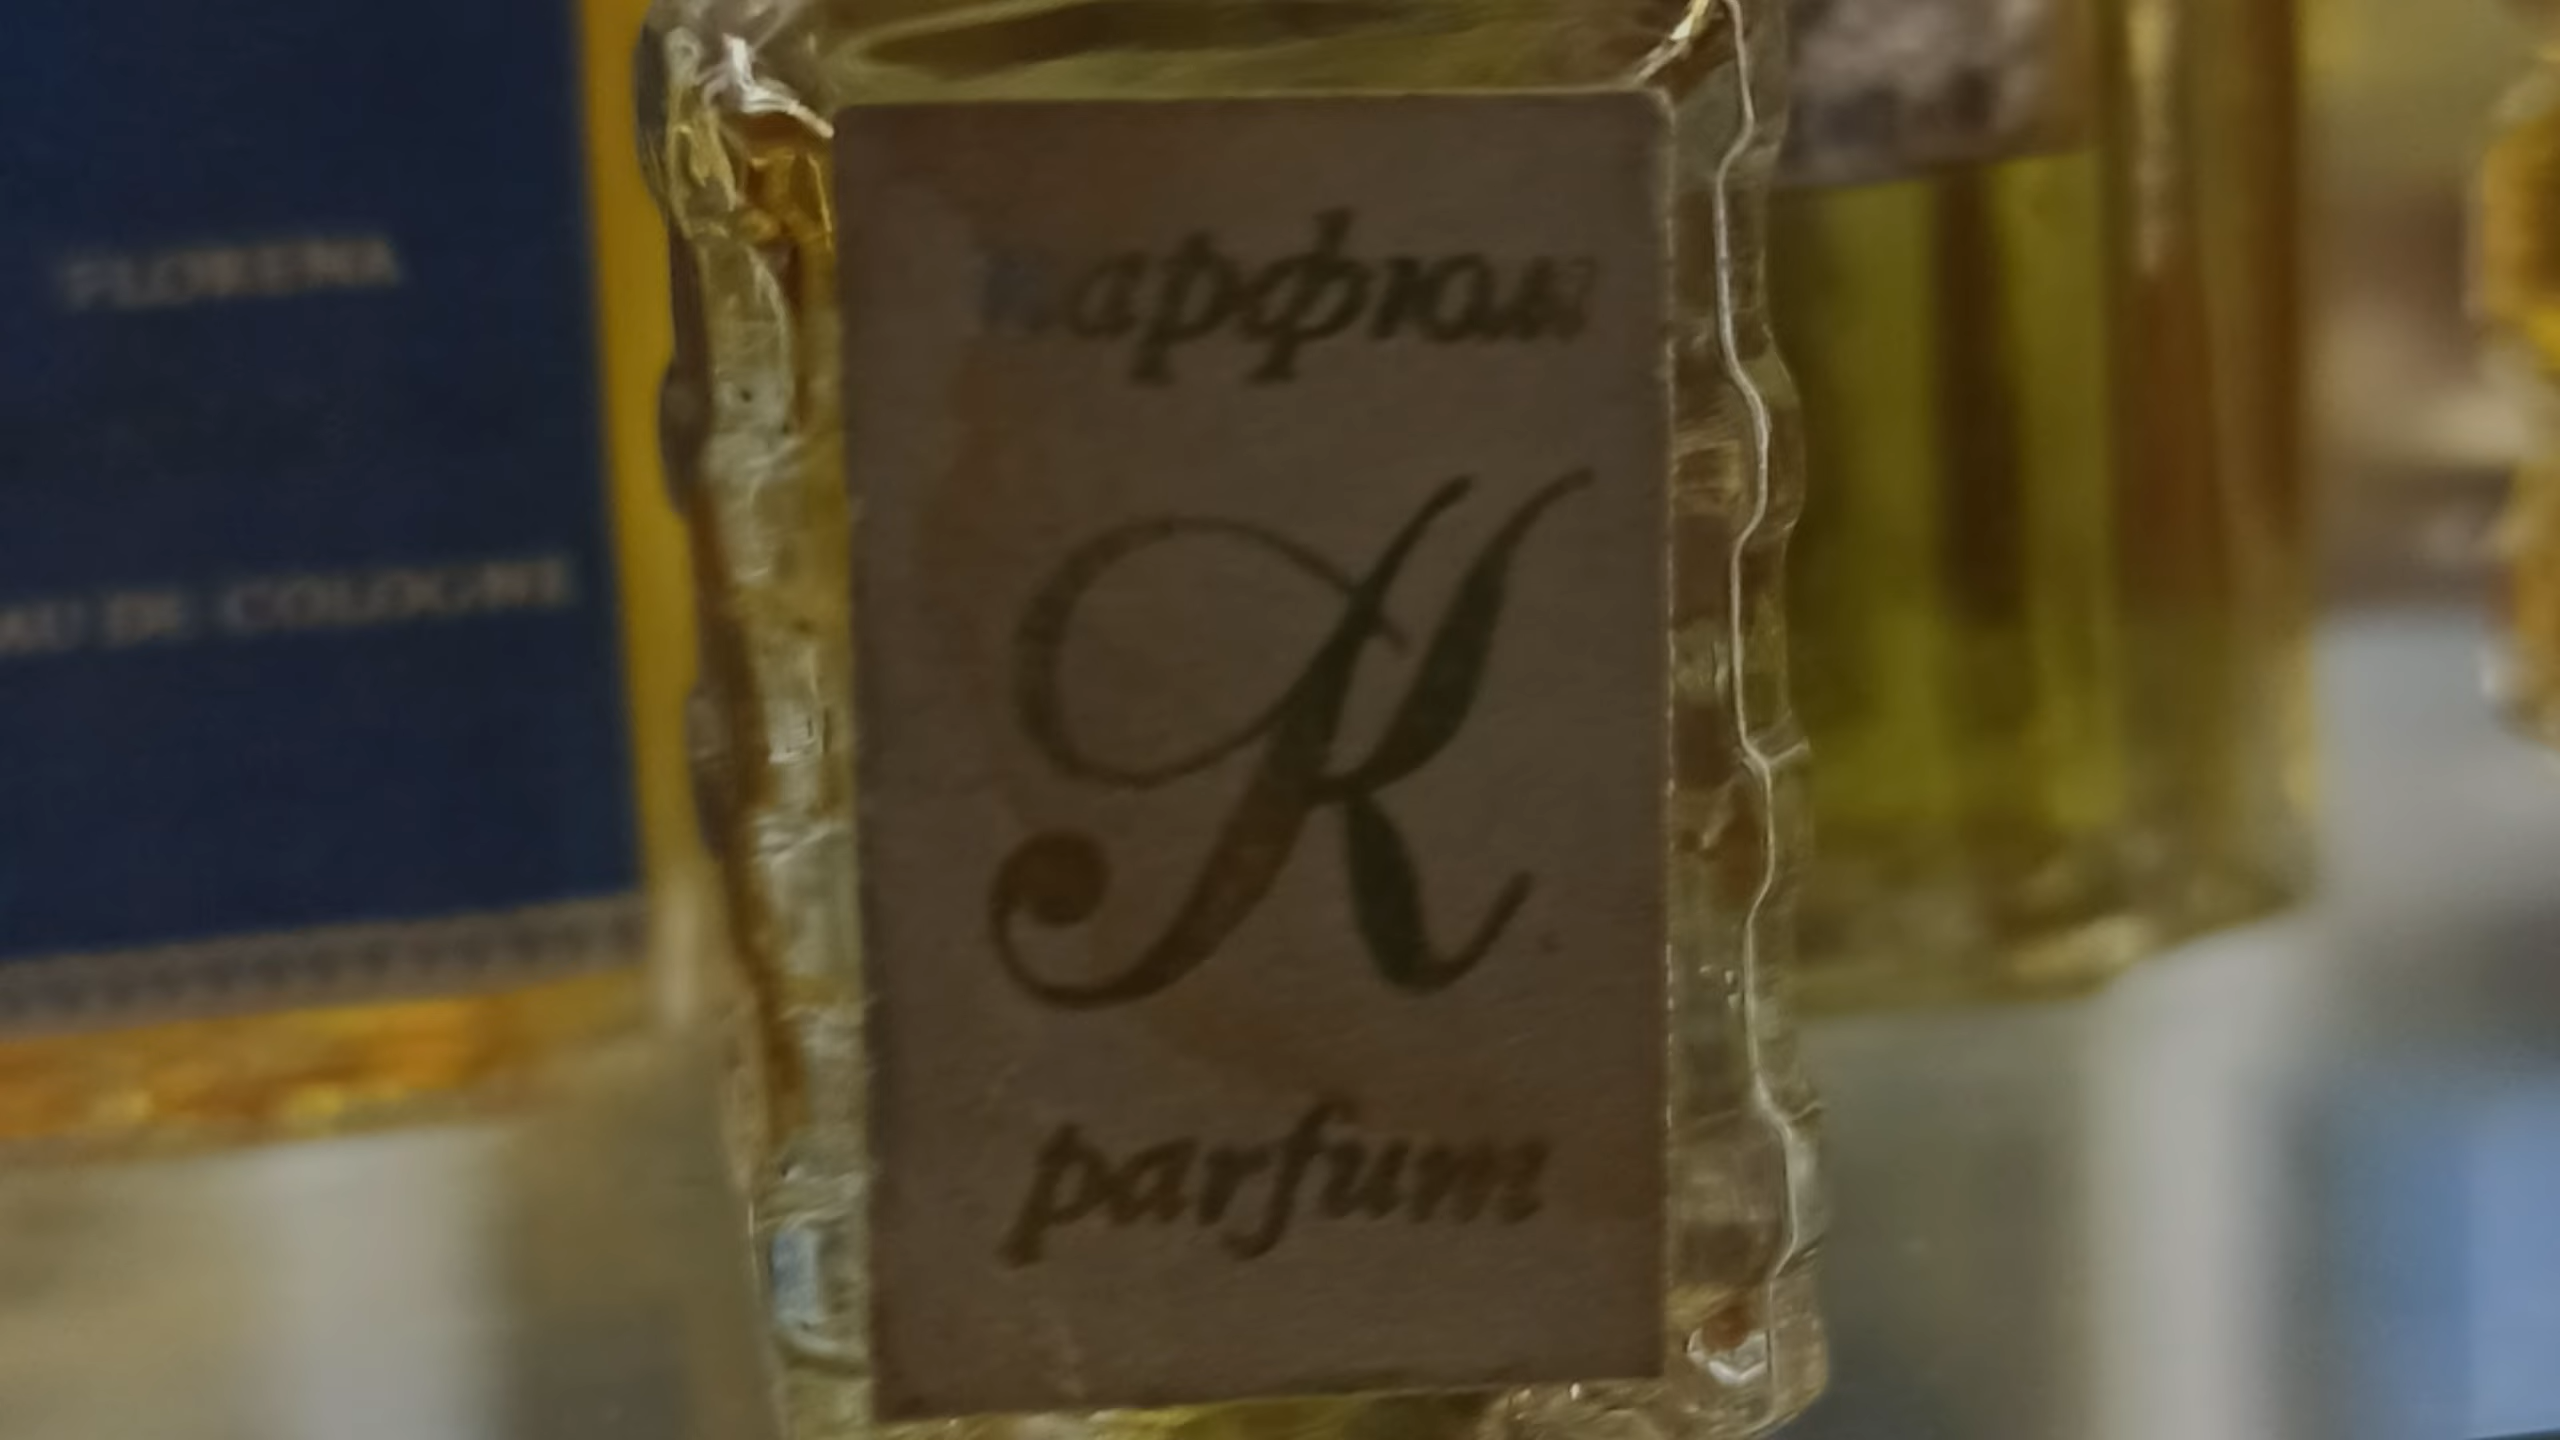 FLORENA
EAU DE COLOGNE
парфюм
K
parfum